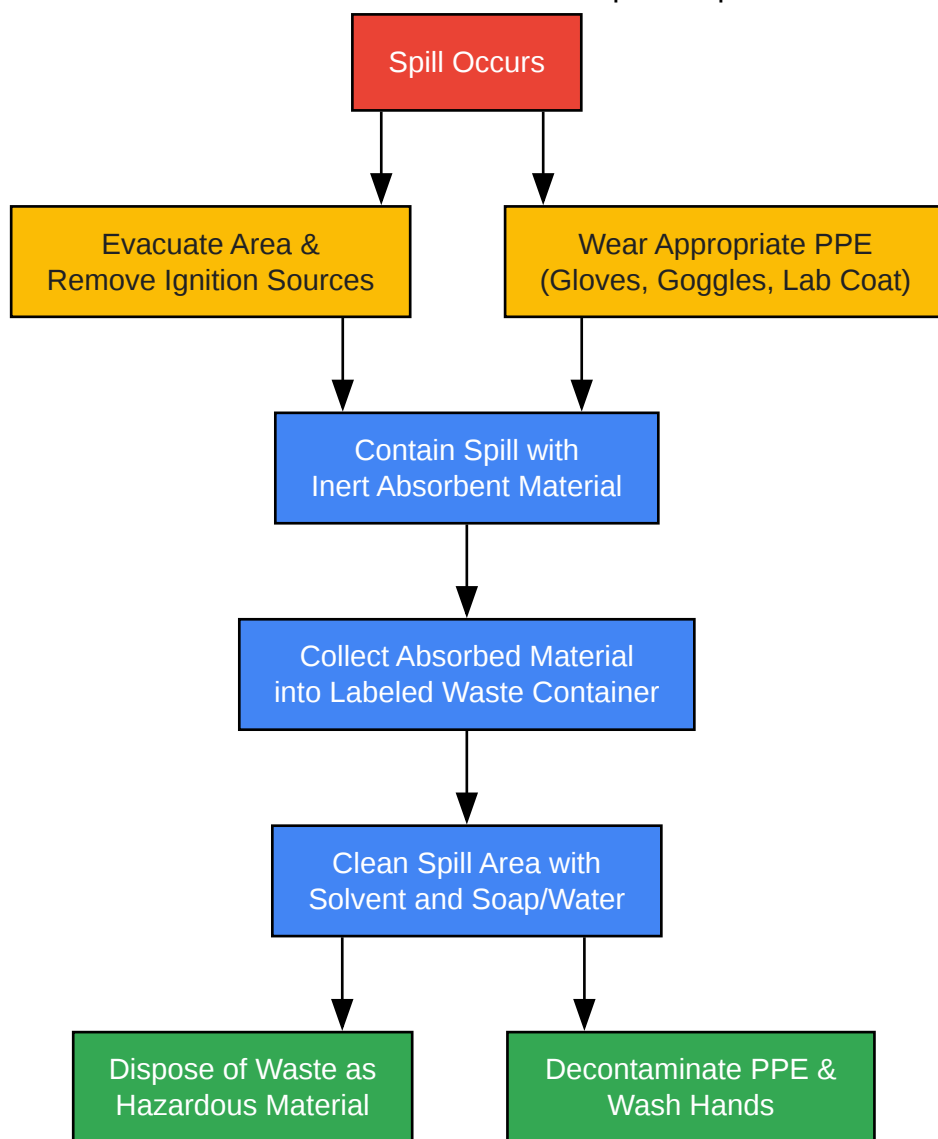 Spill Occurs
Evacuate Area &
Remove Ignition Sources
Wear Appropriate PPE
(Gloves, Goggles, Lab Coat)
Contain Spill with
Inert Absorbent Material
Collect Absorbed Material
into Labeled Waste Container
Clean Spill Area with
Solvent and Soap/Water
Dispose of Waste as
Hazardous Material
Decontaminate PPE &
Wash Hands